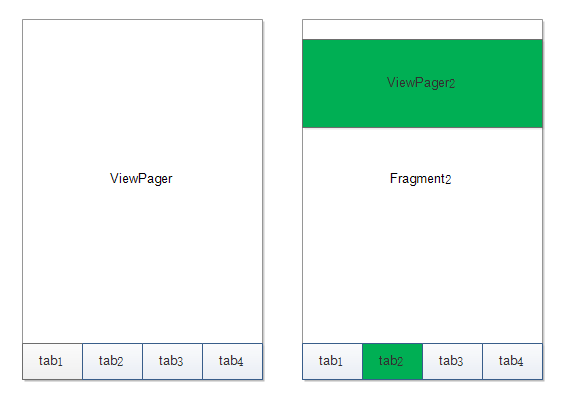 ViewPager
tab1 tab2 tab3 tab4
ViewPager2
Fragment2
tab1 tab2 tab3 tab4